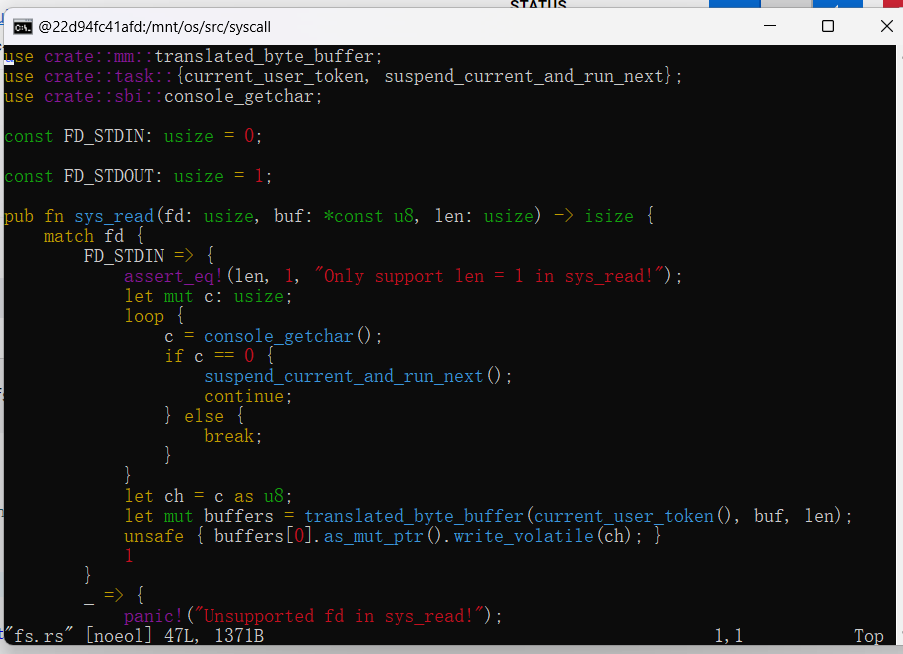 STATUS
@22d94fc41afd:/mnt/os/src/syscall
use crate::mm::translated_byte_buffer;
use crate::task::{current_user_token, suspend_current_and_run_next};
use crate::sbi::console_getchar;
const FD_STDIN: usize = 0;
const FD_STDOUT: usize = 1;
pub fn sys_read(fd: usize, buf: *const u8, len: usize) -> isize {
    match fd {
        FD_STDIN => {
            assert_eq!(len, 1, "Only support len = 1 in sys_read!");
            let mut c: usize;
            loop {
                c = console_getchar();
                if c == 0 {
                    suspend_current_and_run_next();
                    continue;
                } else {
                    break;
                }
            }
            let ch = c as u8;
            let mut buffers = translated_byte_buffer(current_user_token(), buf, len);
            unsafe { buffers[0].as_mut_ptr().write_volatile(ch); }
            1
        }
        _ => {
            panic!("Unsupported fd in sys_read!");
"fs.rs" [noeol] 47L, 1371B 1,1 Top